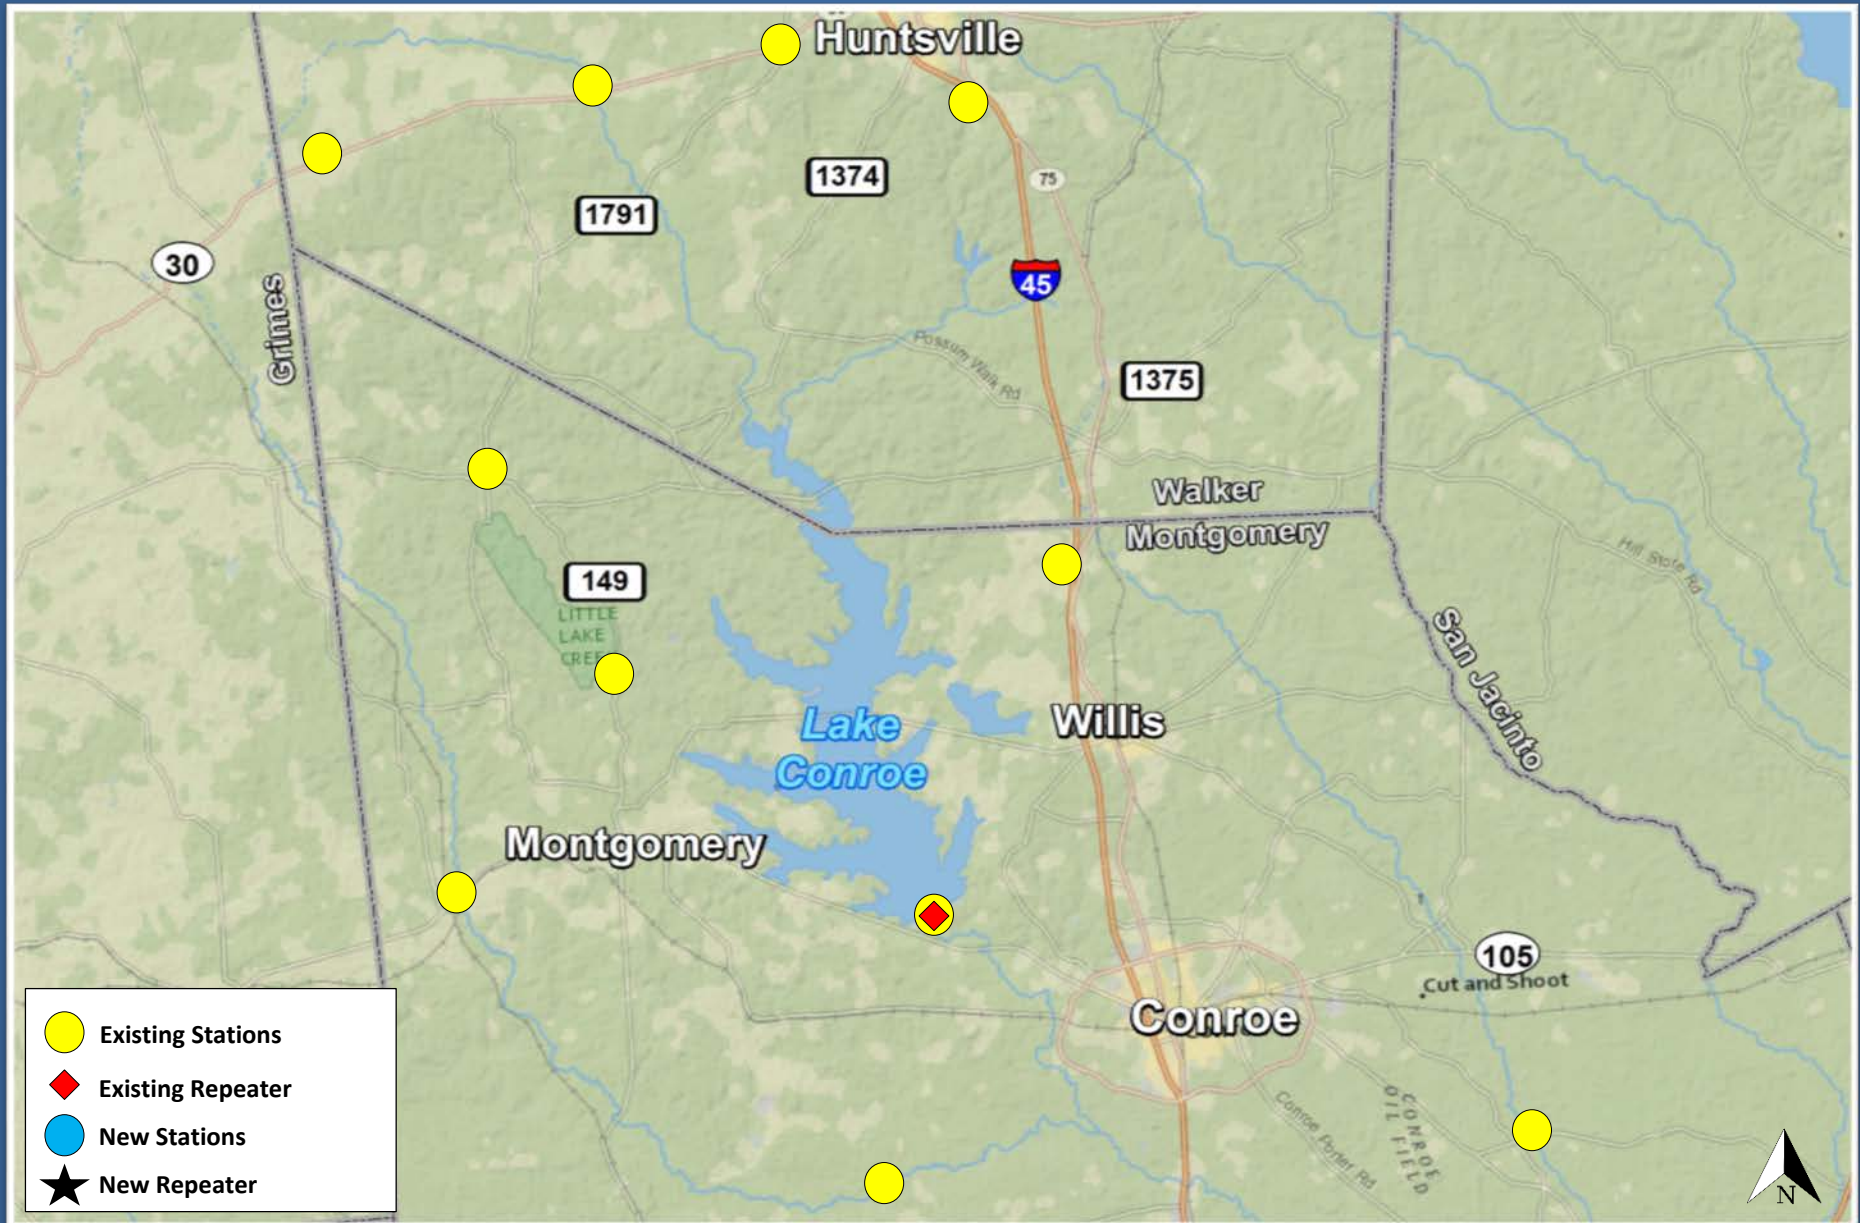 Huntsville
1374
75
1791
30
45
Grimes
Possum Walk Rd
1375
Walker
Montgomery
Hill State Rd
149
LITTLE
LAKE
CREE
San Jacinto
Willis
Lake
Conroe
Montgomery
105
Cut and Shoot
Conroe
Conroe Porter Rd
CONROE
OIL FIELD
Existing Stations
Existing Repeater
New Stations
New Repeater
N